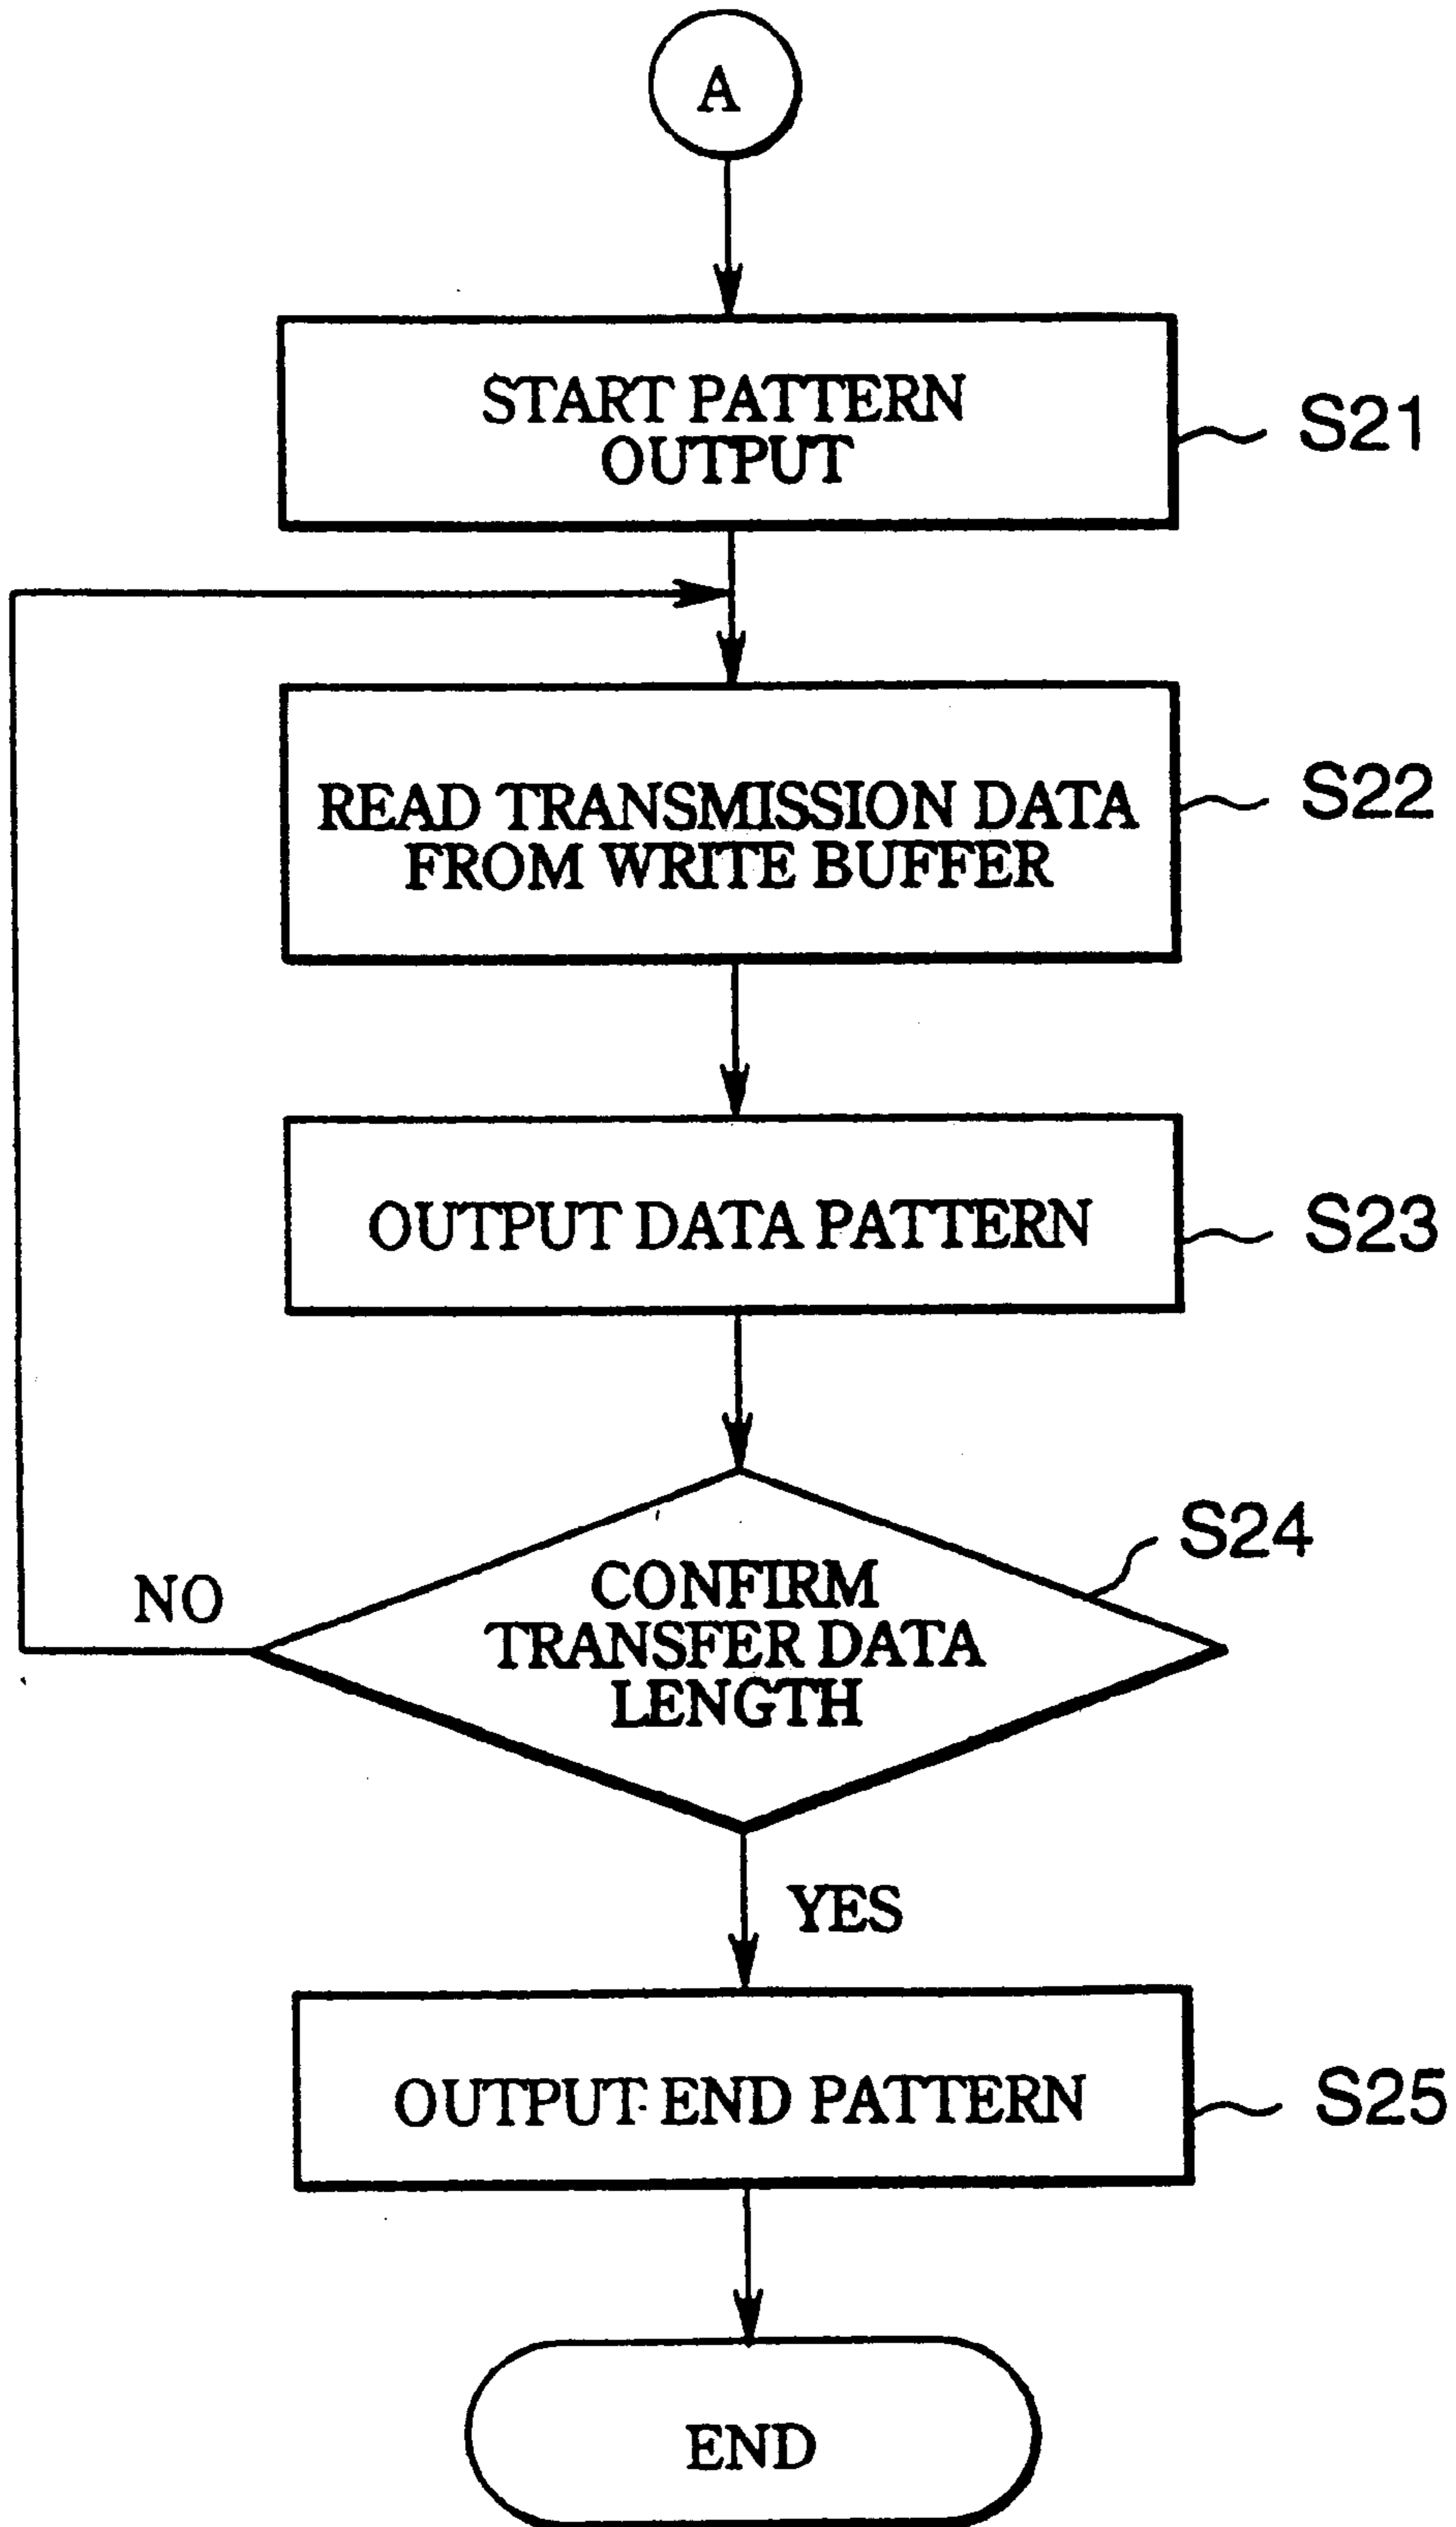 A
START PATTERN
OUTPUT
S21
READ TRANSMISSION DATA
FROM WRITE BUFFER
S22
OUTPUT DATA PATTERN
S23
CONFIRM
TRANSFER DATA
LENGTH
S24
NO
YES
OUTPUT END PATTERN
S25
END